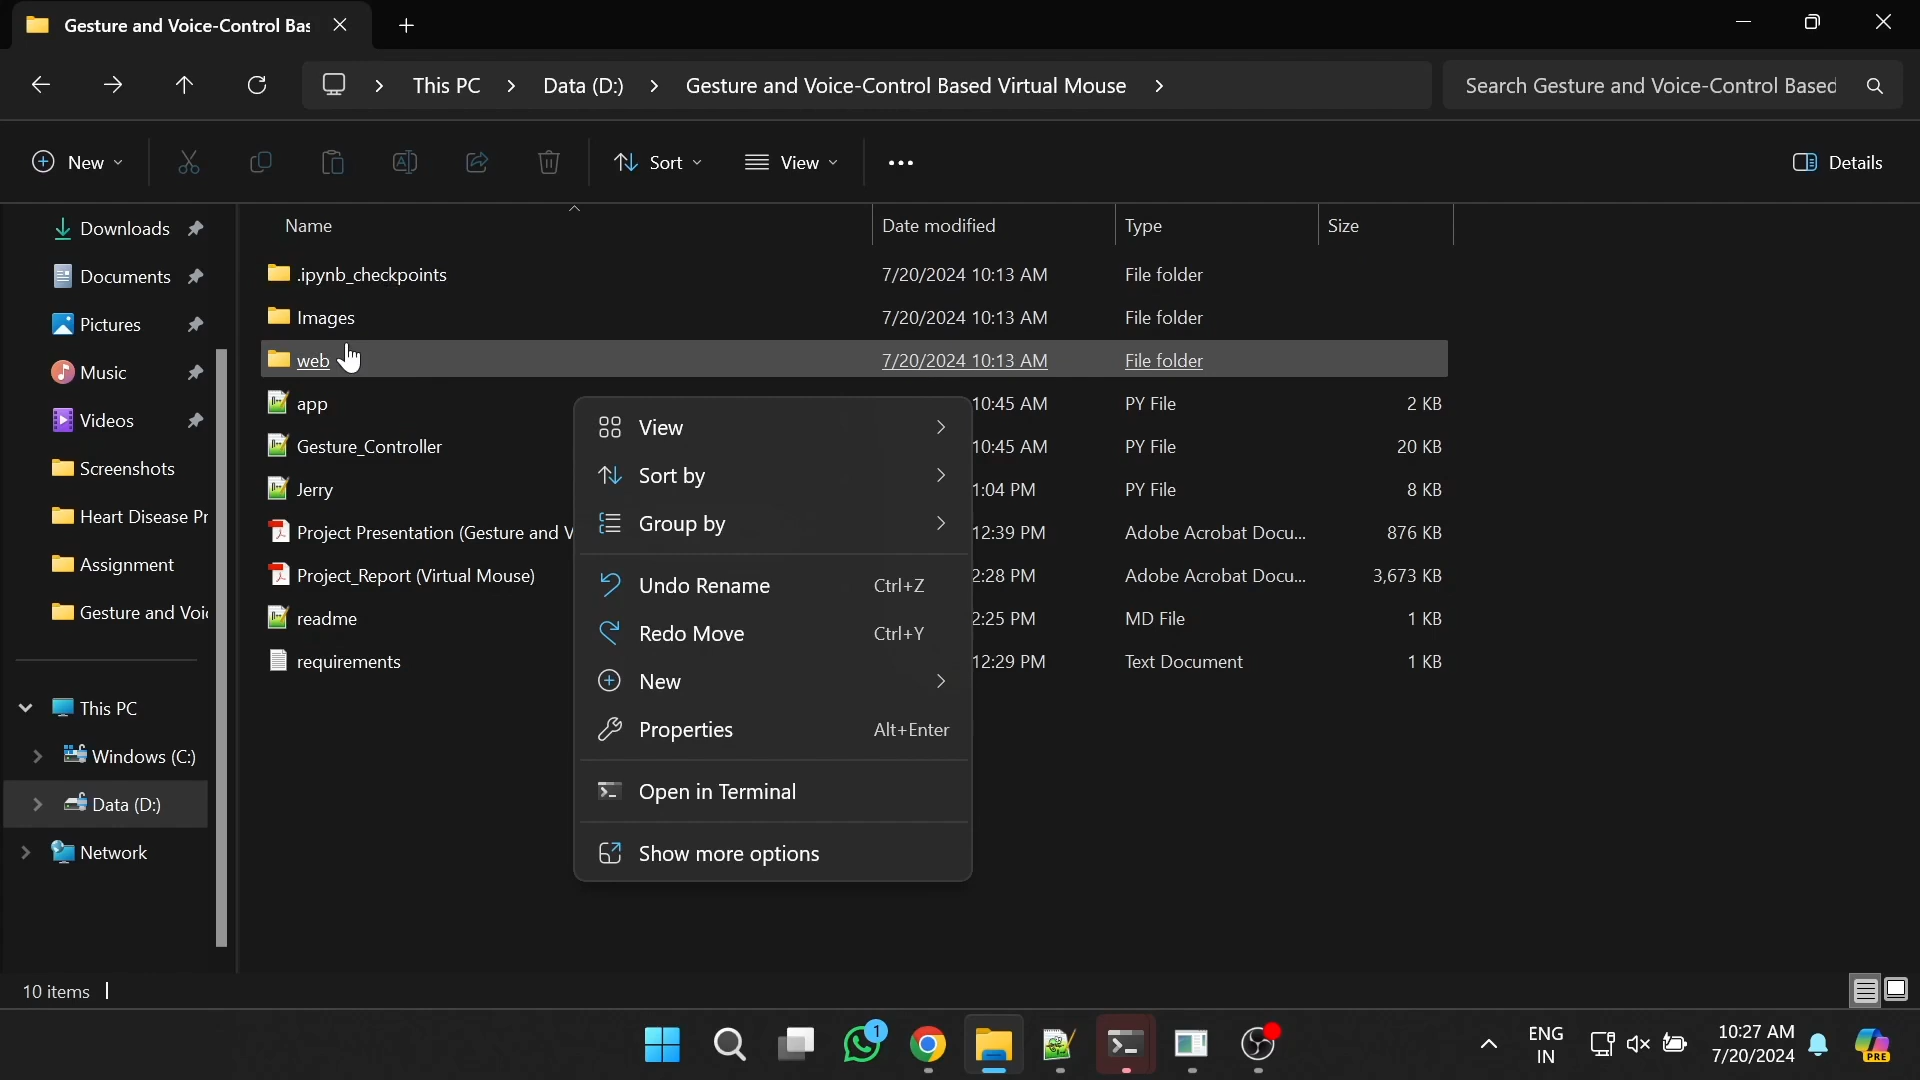 Gesture and Voice-Control Bas
This PC Data (D:) Gesture and Voice-Control Based Virtual Mouse Search Gesture and Voice-Control Based
New Sort View Details
Name Date modified Type Size
Downloads
Documents
Pictures
Music
Videos
Screenshots
Heart Disease Pr
Assignment
Gesture and Voic
This PC
Windows (C:)
Data (D:)
Network
.ipynb_checkpoints 7/20/2024 10:13 AM File folder
Images 7/20/2024 10:13 AM File folder
web 7/20/2024 10:13 AM File folder
app 10:45 AM PY File 2 KB
Gesture_Controller 10:45 AM PY File 20 KB
Jerry 1:04 PM PY File 8 KB
Project Presentation (Gesture and V 12:39 PM Adobe Acrobat Docu... 876 KB
Project_Report (Virtual Mouse) 2:28 PM Adobe Acrobat Docu... 3,673 KB
readme 2:25 PM MD File 1 KB
requirements 12:29 PM Text Document 1 KB
View
Sort by
Group by
Undo Rename Ctrl+Z
Redo Move Ctrl+Y
New
Properties Alt+Enter
Open in Terminal
Show more options
10 items
1
ENG
IN
10:27 AM
7/20/2024
PRE